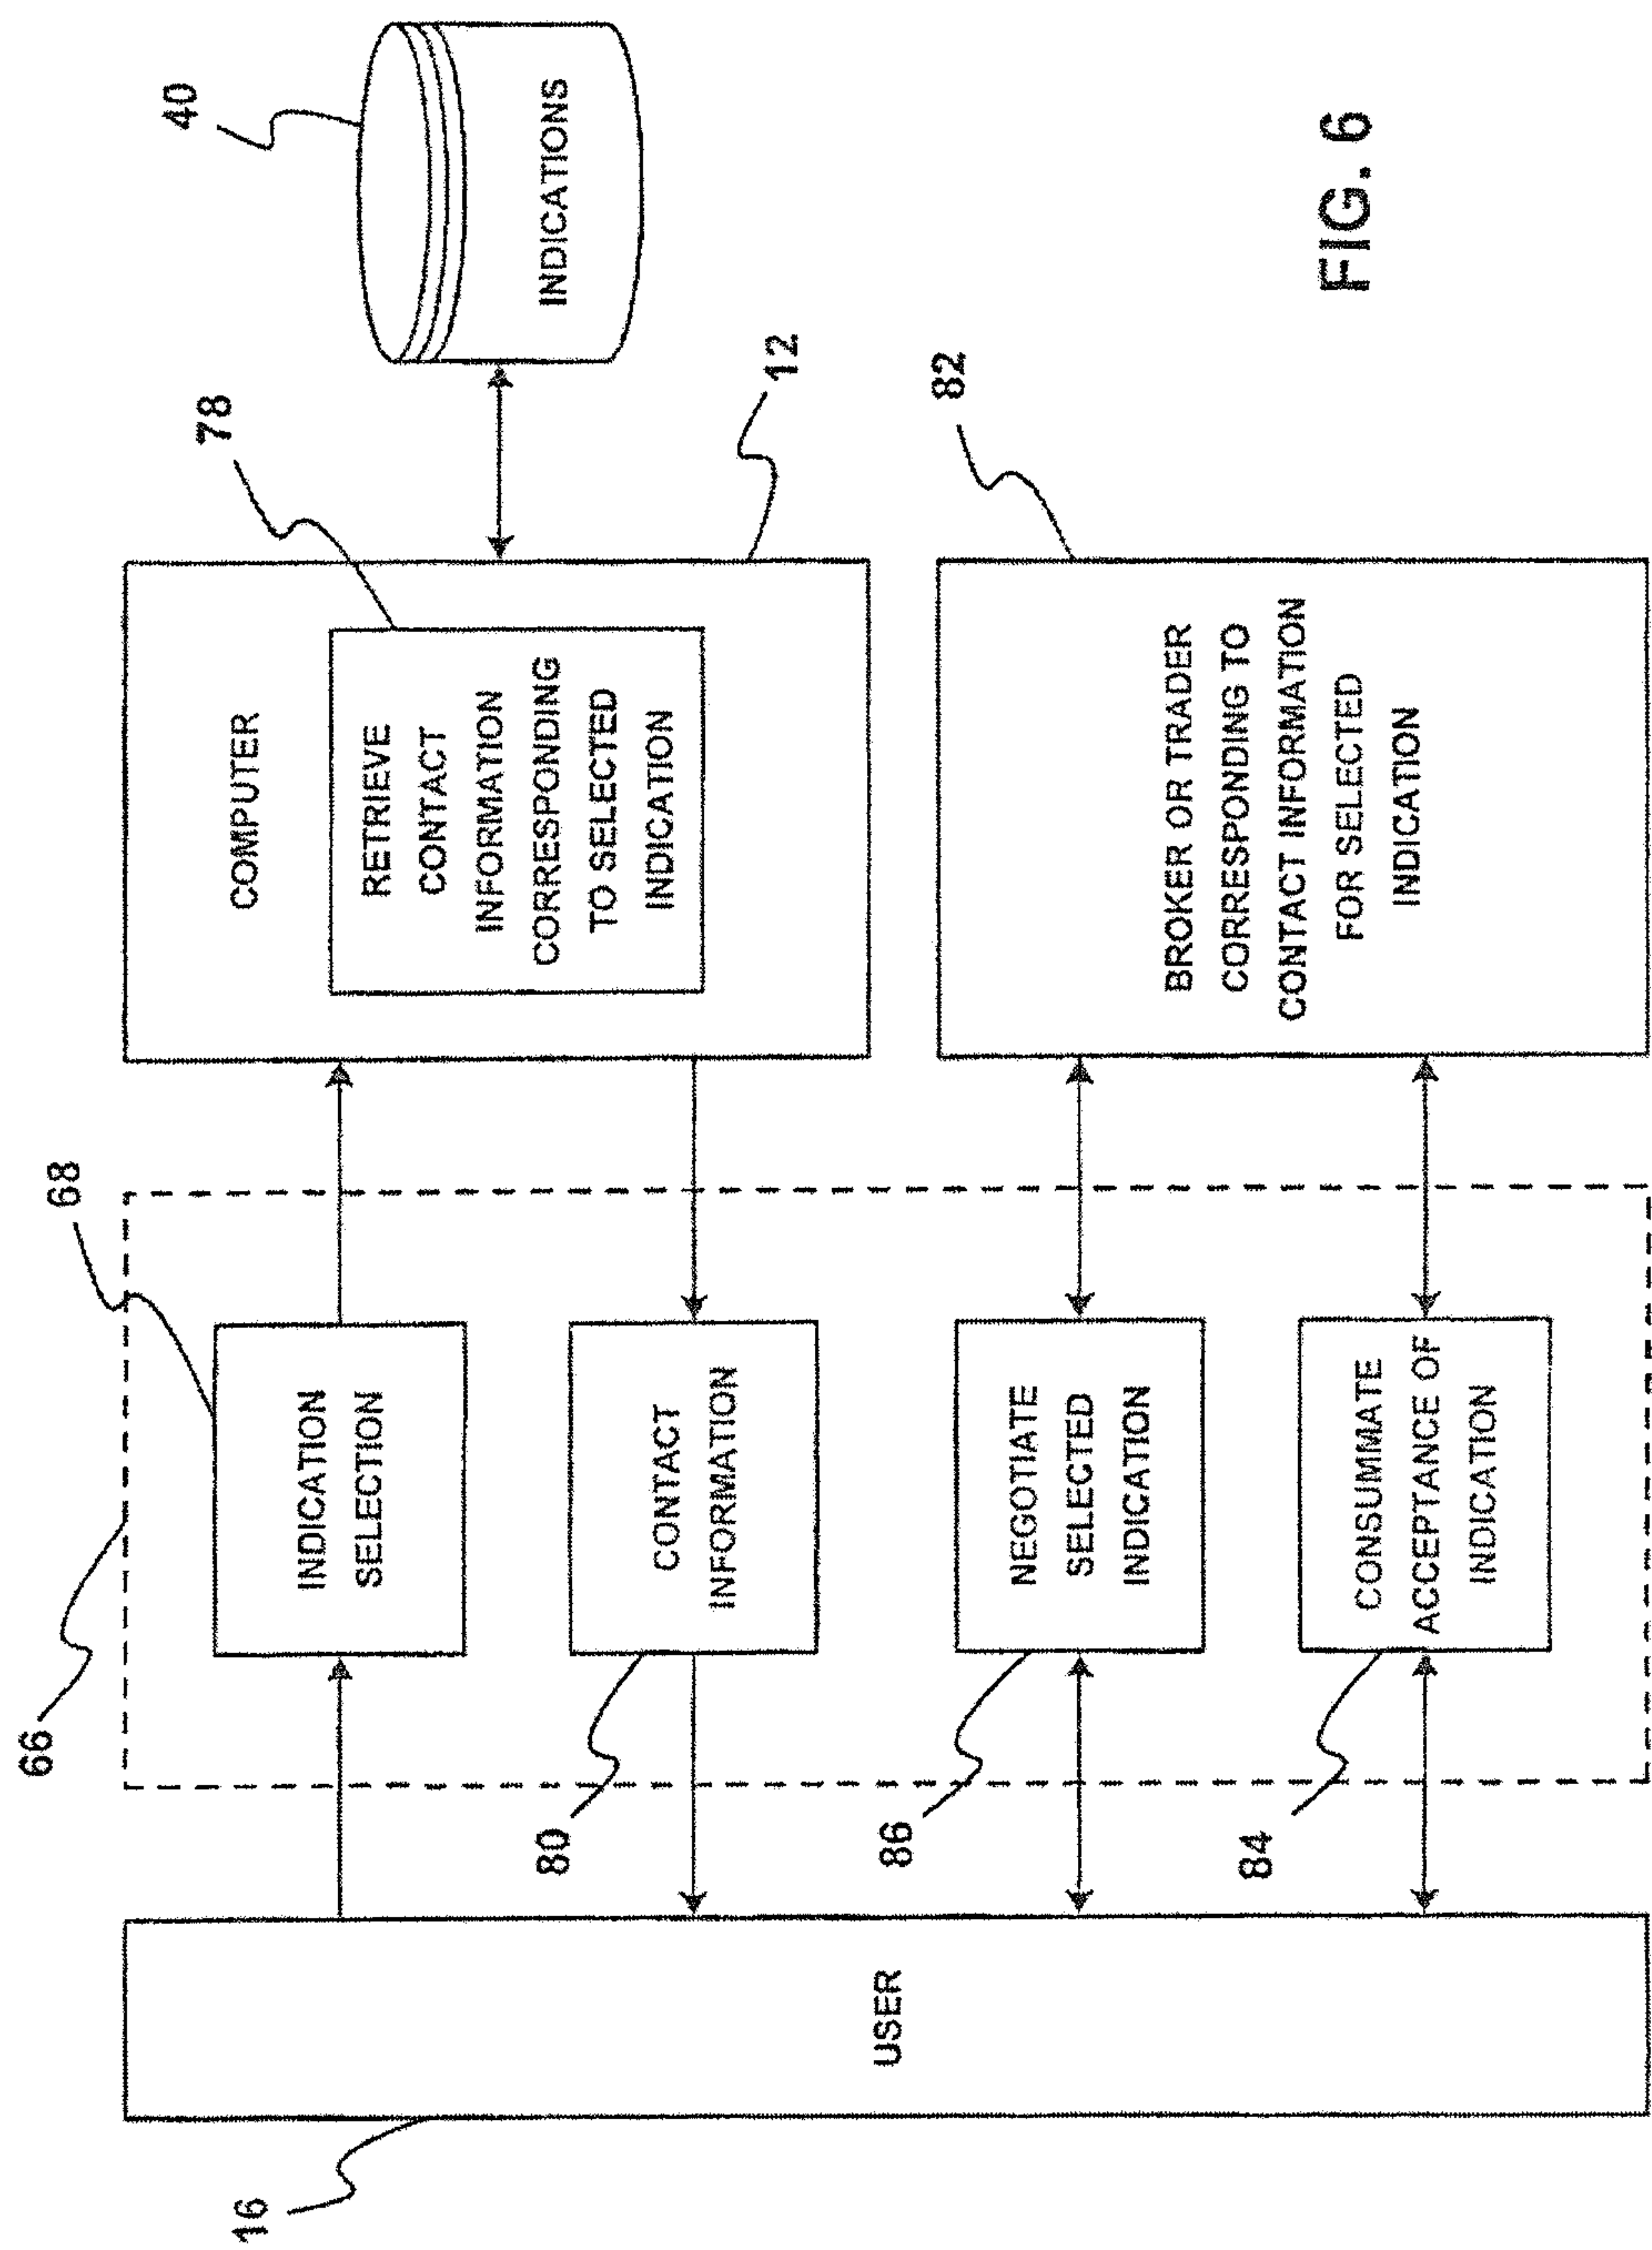 16
USER
66
68
INDICATION
SELECTION
80
CONTACT
INFORMATION
86
NEGOTIATE
SELECTED
INDICATION
84
CONSUMMATE
ACCEPTANCE OF
INDICATION
COMPUTER
78
RETRIEVE
CONTACT
INFORMATION
CORRESPONDING
TO SELECTED
INDICATION
12
40
INDICATIONS
82
BROKER OR TRADER
CORRESPONDING TO
CONTACT INFORMATION
FOR SELECTED
INDICATION
FIG. 6